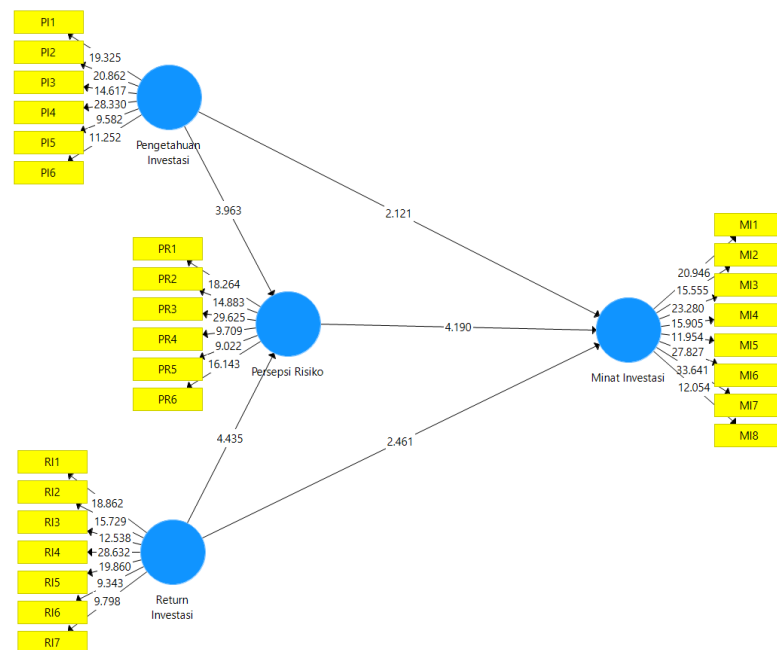 PI1
PI2
PI3
PI4
PI5
PI6
19.325
20.862
14.617
28.330
9.582
11.252
Pengetahuan
Investasi
3.963
2.121
PR1
PR2
PR3
PR4
PR5
PR6
18.264
14.883
29.625
9.709
9.022
16.143
Persepsi Risiko
4.190
4.435
2.461
MI1
MI2
MI3
MI4
MI5
MI6
MI7
MI8
20.946
15.555
23.280
15.905
11.954
27.827
33.641
12.054
Minat Investasi
RI1
RI2
RI3
RI4
RI5
RI6
RI7
18.862
15.729
12.538
28.632
19.860
9.343
9.798
Return
Investasi